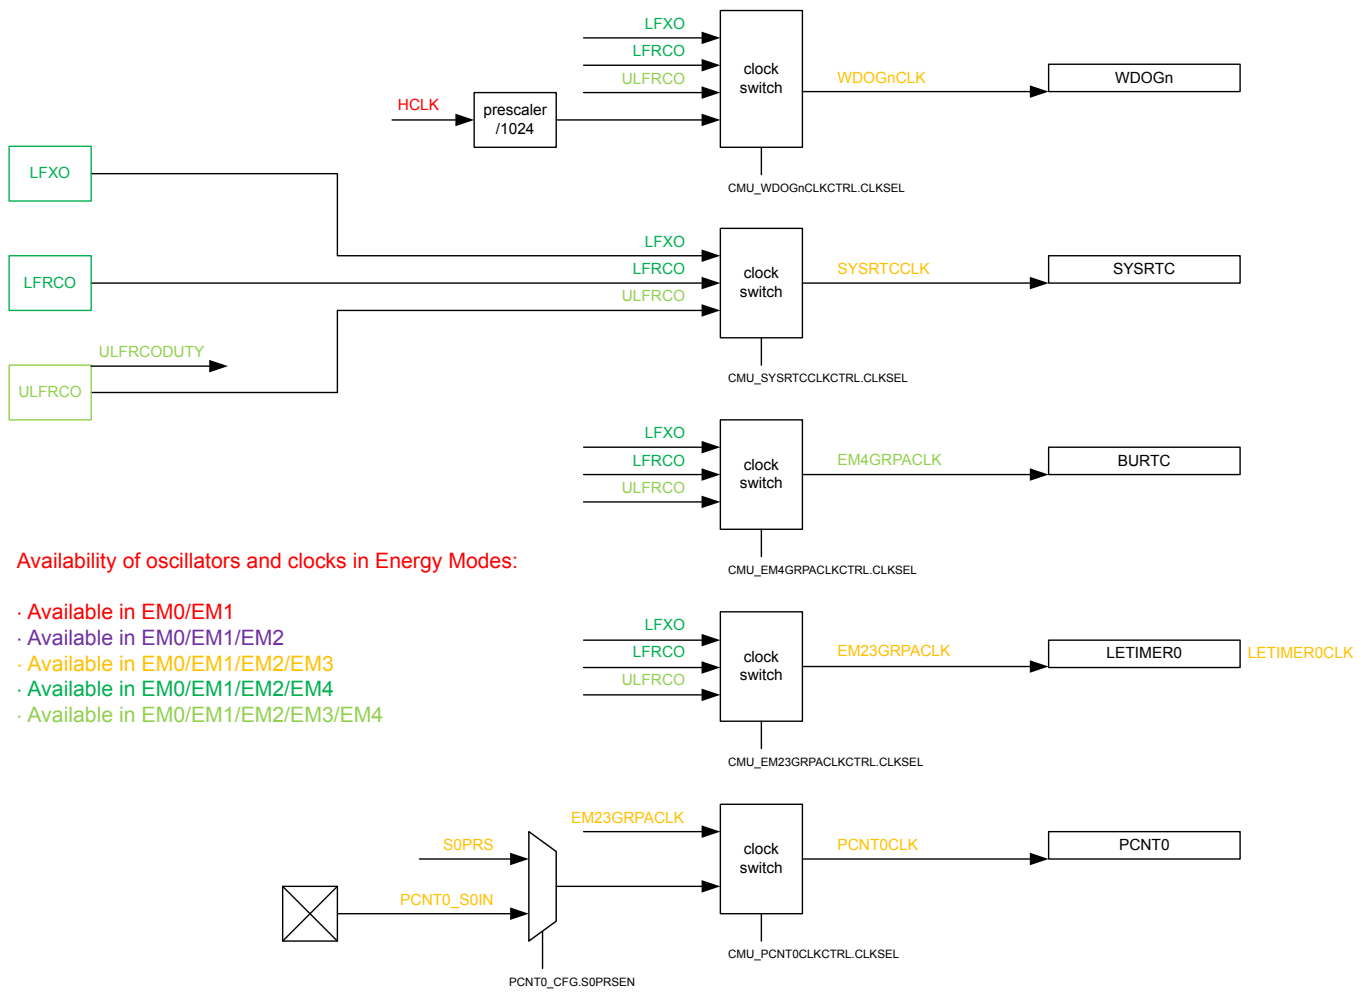 LFXO
LFRCO
ULFRCO
HCLK
prescaler
/1024
clock
switch
WDOGnCLK
WDOGn
CMU_WDOGnCLKCTRL.CLKSEL
LFXO
LFRCO
ULFRCO
ULFRCODUTY
LFXO
LFRCO
ULFRCO
clock
switch
SYSRTCCLK
SYSRTC
CMU_SYSRTCCLKCTRL.CLKSEL
LFXO
LFRCO
ULFRCO
clock
switch
EM4GRPACLK
BURTC
CMU_EM4GRPACLKCTRL.CLKSEL
Availability of oscillators and clocks in Energy Modes:
· Available in EM0/EM1
· Available in EM0/EM1/EM2
· Available in EM0/EM1/EM2/EM3
· Available in EM0/EM1/EM2/EM4
· Available in EM0/EM1/EM2/EM3/EM4
LFXO
LFRCO
ULFRCO
clock
switch
EM23GRPACLK
LETIMER0
LETIMER0CLK
CMU_EM23GRPACLKCTRL.CLKSEL
EM23GRPACLK
S0PRS
PCNT0_S0IN
clock
switch
PCNT0CLK
PCNT0
CMU_PCNT0CLKCTRL.CLKSEL
PCNT0_CFG.S0PRSEN